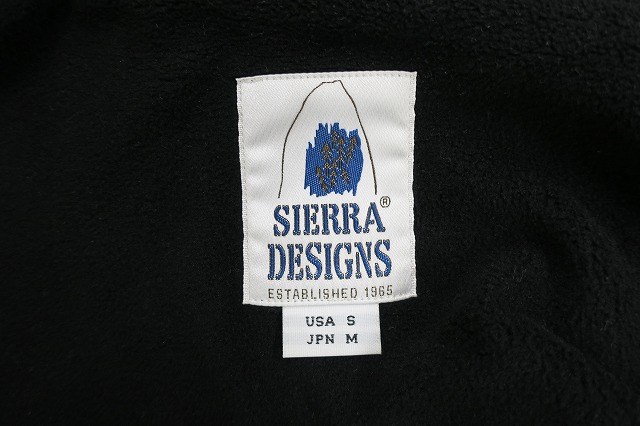 SIERRA®
DESIGNS
ESTABLISHED 1965
USA S
JPN M